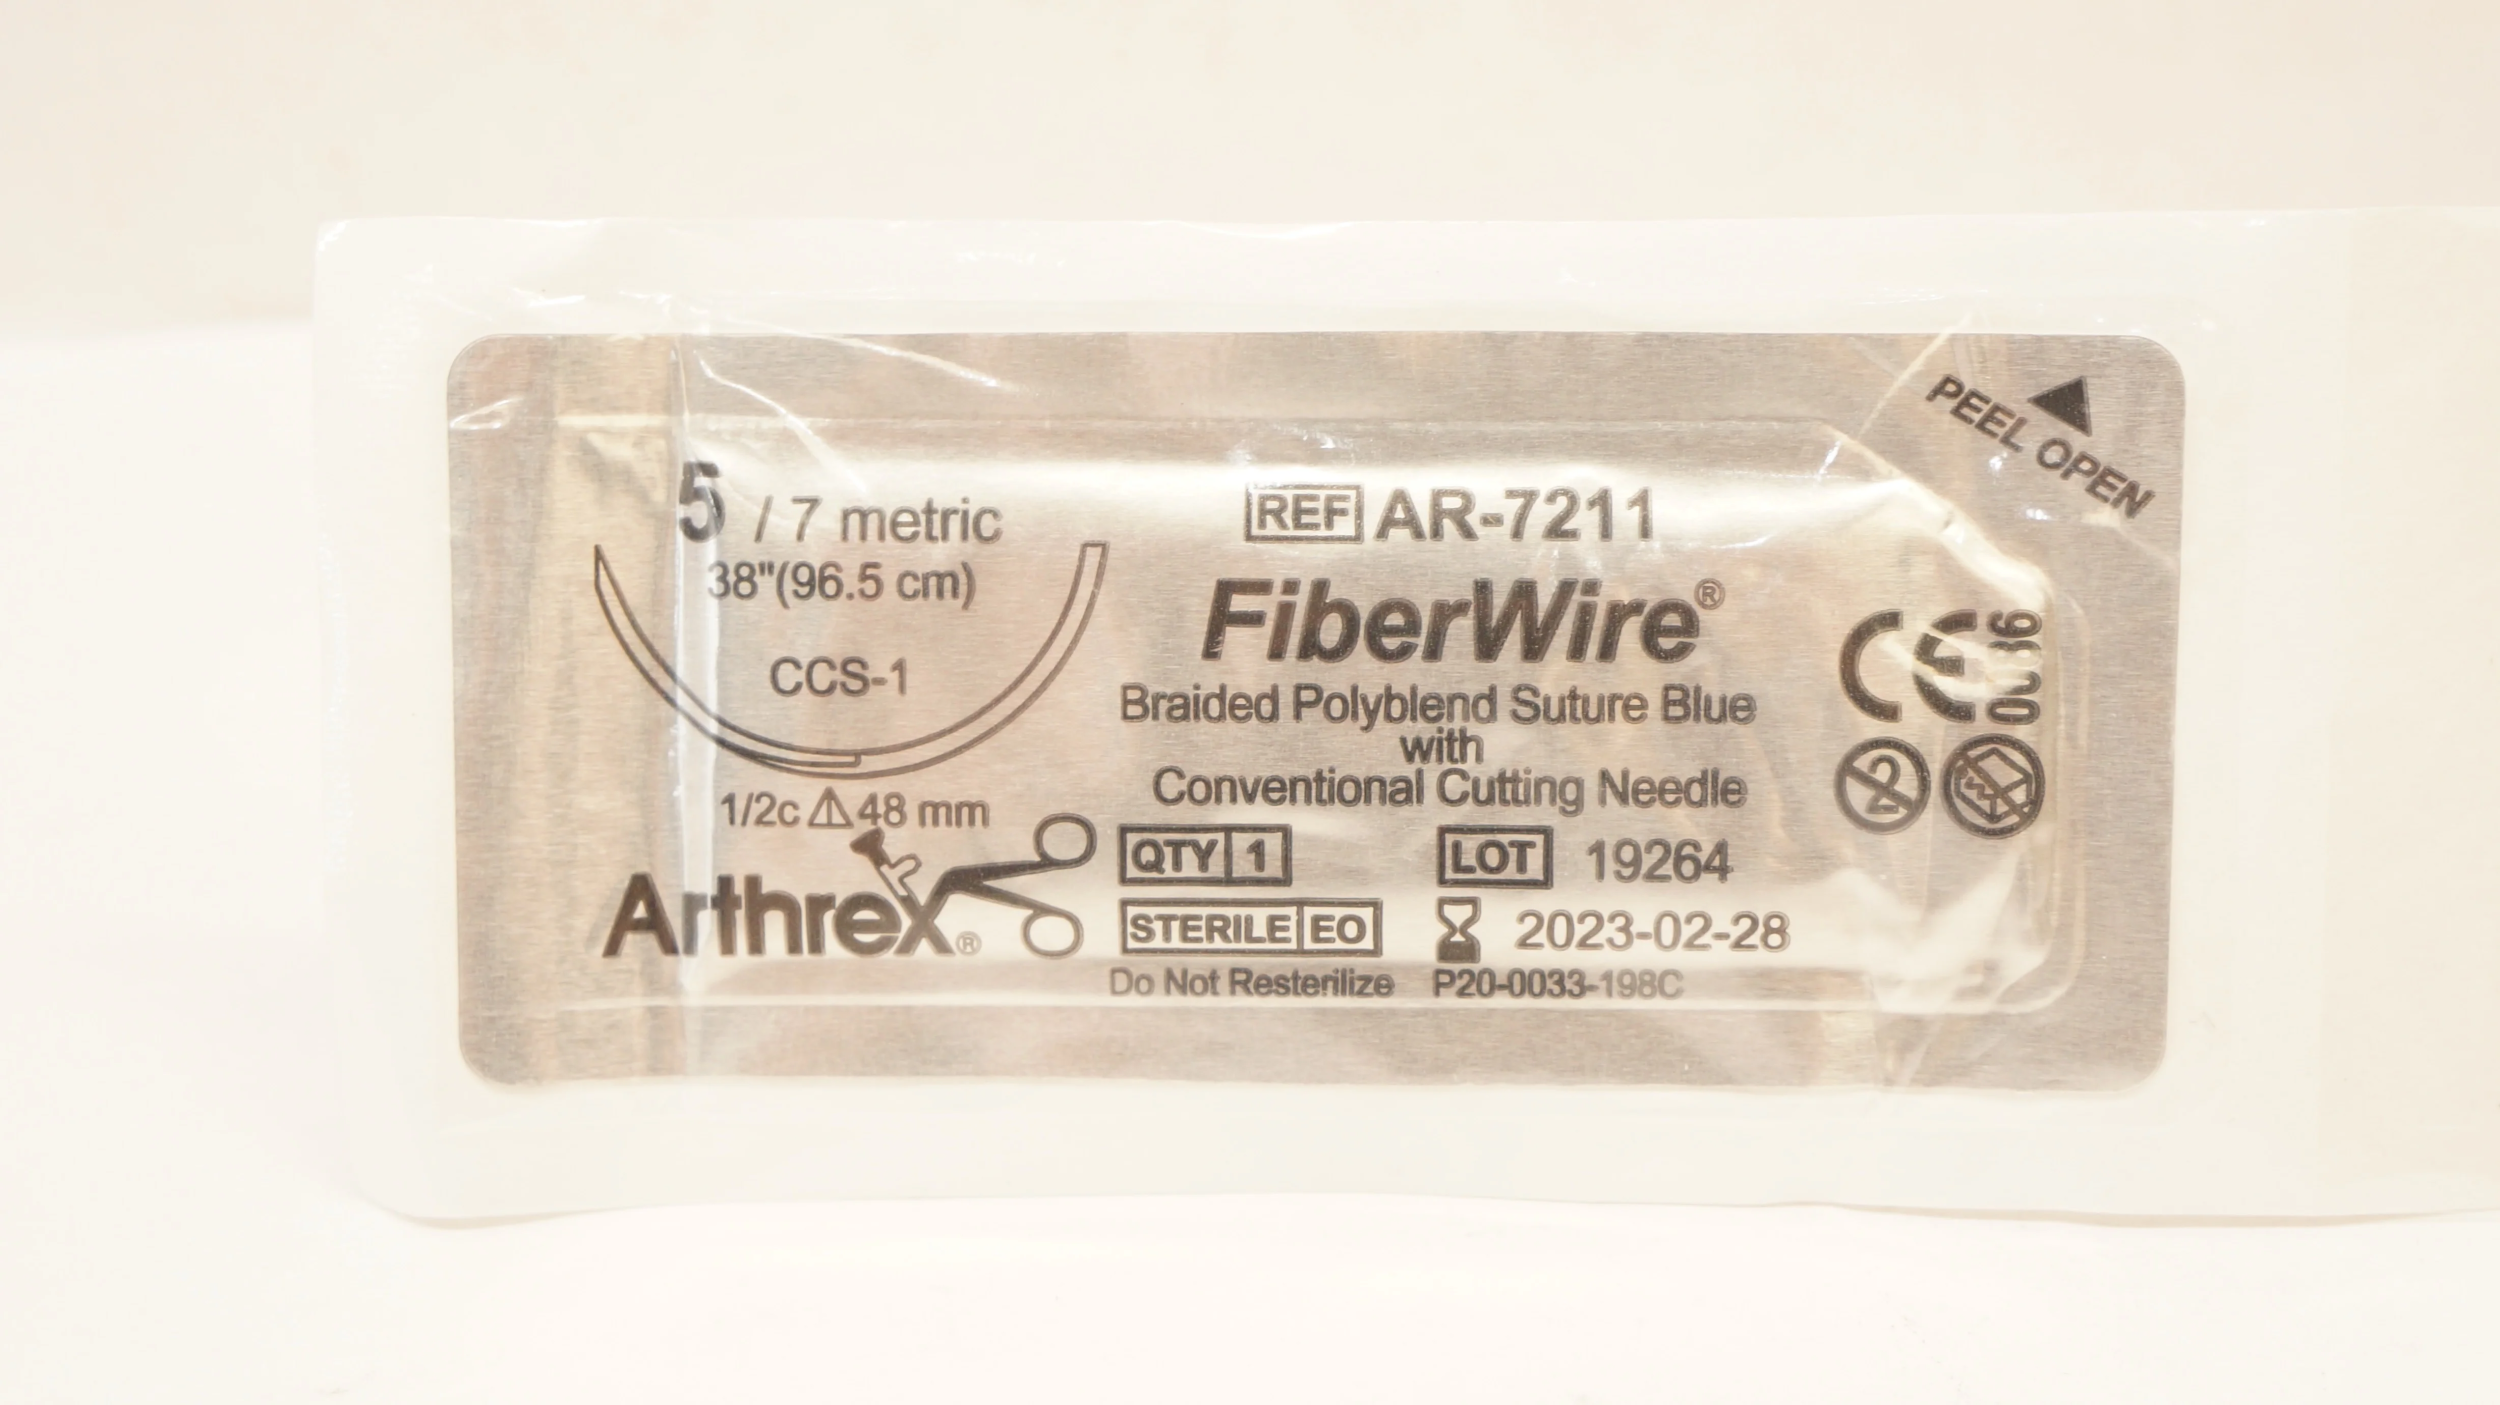 PEEL OPEN
5 / 7 metric
38"(96.5 cm)
CCS-1
1/2c 48 mm
Arthrex®
REF AR-7211
FiberWire®
Braided Polyblend Suture Blue
with
Conventional Cutting Needle
QTY 1
LOT 19264
STERILE EO
2023-02-28
Do Not Resterilize P20-0033-198C
CE 0086
2